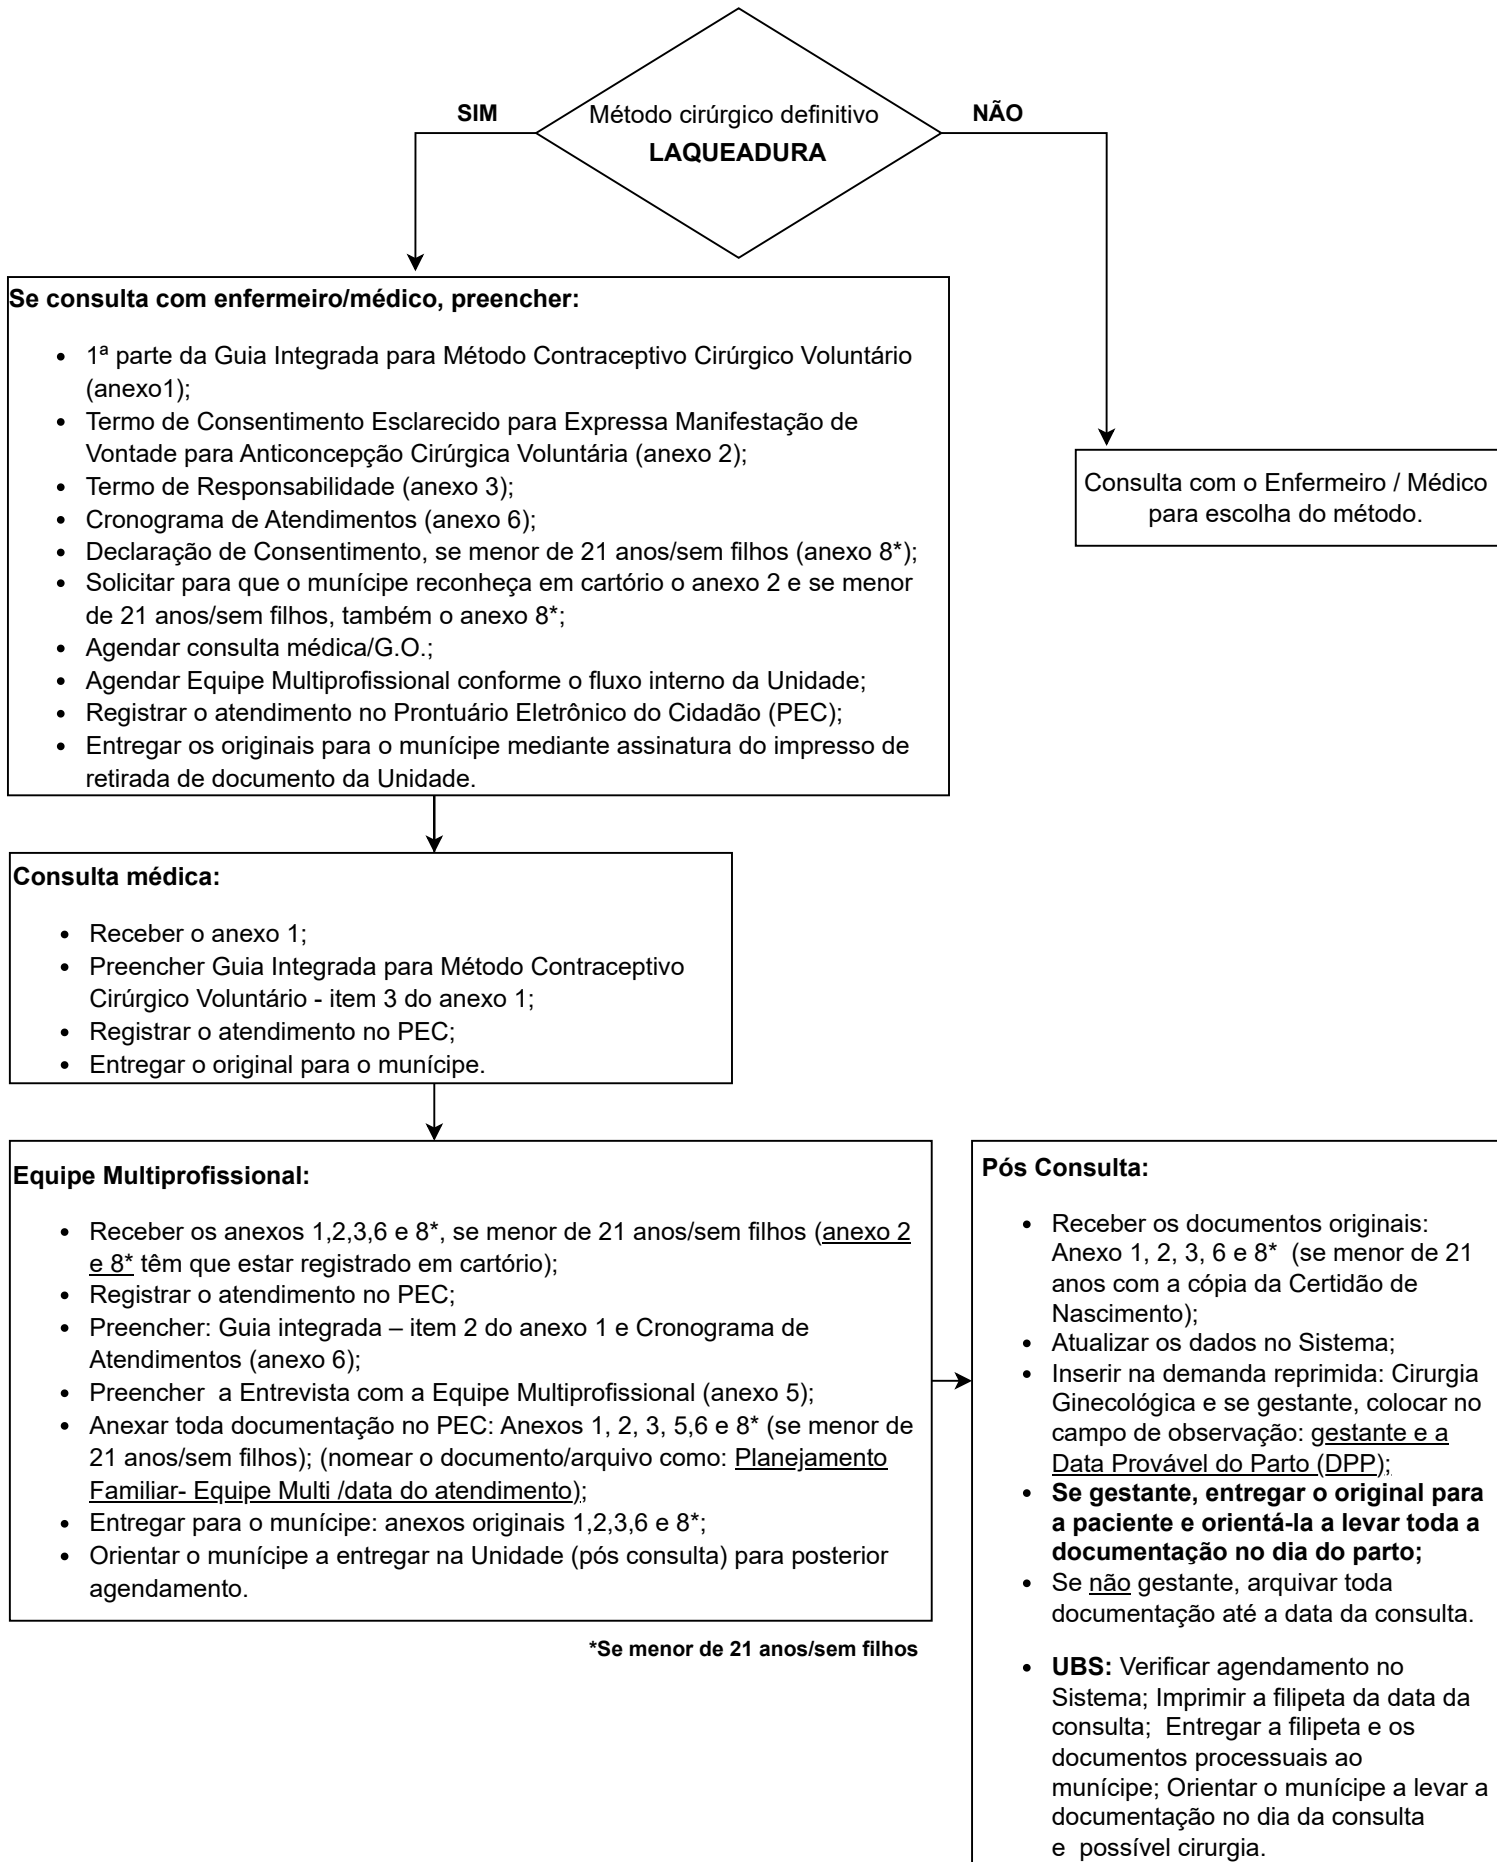 SIM
Método cirúrgico definitivo
LAQUEADURA
NÃO
Se consulta com enfermeiro/médico, preencher:
• 1ª parte da Guia Integrada para Método Contraceptivo Cirúrgico Voluntário
(anexo1);
• Termo de Consentimento Esclarecido para Expressa Manifestação de
Vontade para Anticoncepção Cirúrgica Voluntária (anexo 2);
• Termo de Responsabilidade (anexo 3);
• Cronograma de Atendimentos (anexo 6);
• Declaração de Consentimento, se menor de 21 anos/sem filhos (anexo 8*);
• Solicitar para que o munícipe reconheça em cartório o anexo 2 e se menor
de 21 anos/sem filhos, também o anexo 8*;
• Agendar consulta médica/G.O.;
• Agendar Equipe Multiprofissional conforme o fluxo interno da Unidade;
• Registrar o atendimento no Prontuário Eletrônico do Cidadão (PEC);
• Entregar os originais para o munícipe mediante assinatura do impresso de
retirada de documento da Unidade.
Consulta com o Enfermeiro / Médico
para escolha do método.
Consulta médica:
• Receber o anexo 1;
• Preencher Guia Integrada para Método Contraceptivo
Cirúrgico Voluntário - item 3 do anexo 1;
• Registrar o atendimento no PEC;
• Entregar o original para o munícipe.
Equipe Multiprofissional:
• Receber os anexos 1,2,3,6 e 8*, se menor de 21 anos/sem filhos (anexo 2
e 8* têm que estar registrado em cartório);
• Registrar o atendimento no PEC;
• Preencher: Guia integrada – item 2 do anexo 1 e Cronograma de
Atendimentos (anexo 6);
• Preencher a Entrevista com a Equipe Multiprofissional (anexo 5);
• Anexar toda documentação no PEC: Anexos 1, 2, 3, 5,6 e 8* (se menor de
21 anos/sem filhos); (nomear o documento/arquivo como: Planejamento
Familiar- Equipe Multi /data do atendimento);
• Entregar para o munícipe: anexos originais 1,2,3,6 e 8*;
• Orientar o munícipe a entregar na Unidade (pós consulta) para posterior
agendamento.
*Se menor de 21 anos/sem filhos
Pós Consulta:
• Receber os documentos originais:
Anexo 1, 2, 3, 6 e 8* (se menor de 21
anos com a cópia da Certidão de
Nascimento);
• Atualizar os dados no Sistema;
• Inserir na demanda reprimida: Cirurgia
Ginecológica e se gestante, colocar no
campo de observação: gestante e a
Data Provável do Parto (DPP);
• Se gestante, entregar o original para
a paciente e orientá-la a levar toda a
documentação no dia do parto;
• Se não gestante, arquivar toda
documentação até a data da consulta.
• UBS: Verificar agendamento no
Sistema; Imprimir a filipeta da data da
consulta; Entregar a filipeta e os
documentos processuais ao
munícipe; Orientar o munícipe a levar a
documentação no dia da consulta
e possível cirurgia.